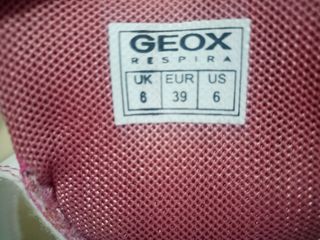 GEOX
RESPIRA
UK EUR US
6 39 6